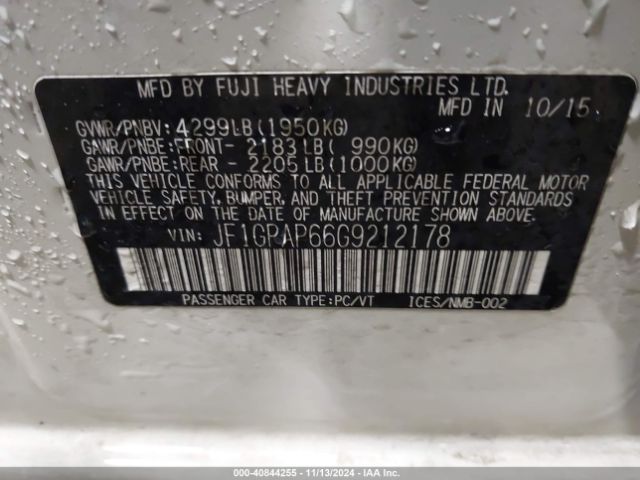 MFD BY FUJI HEAVY INDUSTRIES LTD.
MFD IN 10/15
GVWR/PNBV: 4299LB(1950KG)
GAWR/PNBE:FRONT- 2183LB( 990KG)
GAWR/PNBE:REAR - 2205LB(1000KG)
THIS VEHICLE CONFORMS TO ALL APPLICABLE FEDERAL MOTOR
VEHICLE SAFETY, BUMPER, AND THEFT PREVENTION STANDARDS
IN EFFECT ON THE DATE OF MANUFACTURE SHOWN ABOVE.
VIN: JF1GPAP66G9212178
PASSENGER CAR TYPE:PC/VT ICES/NMB-002
000-40844255 - 11/13/2024 - IAA Inc.